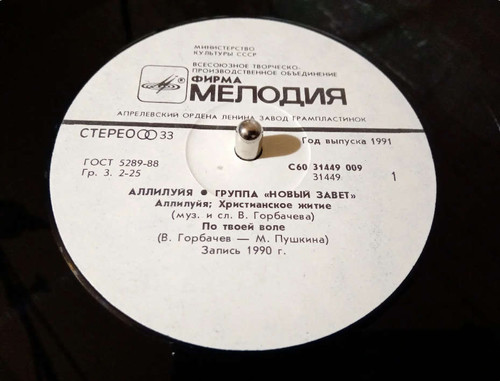 МИНИСТЕРСТВО
КУЛЬТУРЫ СССР
ВСЕСОЮЗНОЕ ТВОРЧЕСКО-
ПРОИЗВОДСТВЕННОЕ ОБЪЕДИНЕНИЕ
ФИРМА
МЕЛОДИЯ
АПРЕЛЕВСКИЙ ОРДЕНА ЛЕНИНА ЗАВОД ГРАМПЛАСТИНОК
СТЕРЕО 33
Год выпуска 1991
ГОСТ 5289-88
С60 31449 009
Гр. 3. 2-25
31449
1
АЛЛИЛУЙЯ • ГРУППА «НОВЫЙ ЗАВЕТ»
Аллилуйя; Христианское житие
(муз. и сл. В. Горбачева)
По твоей воле
(В. Горбачев — М. Пушкина)
Запись 1990 г.